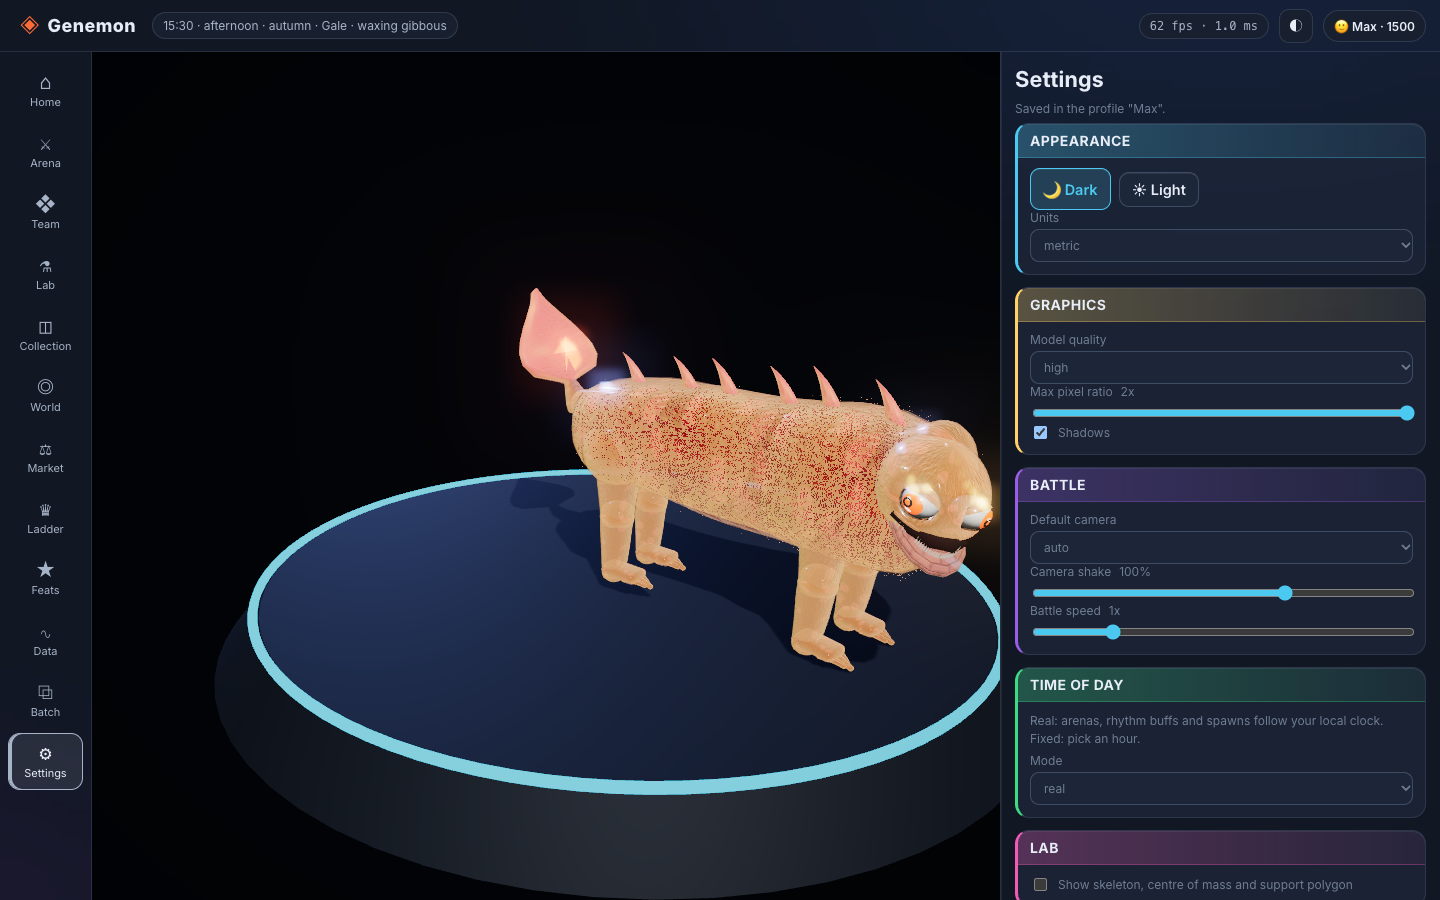 Genemon
15:30 · afternoon · autumn · Gale · waxing gibbous
62 fps · 1.0 ms
Max · 1500
Home
Arena
Team
Lab
Collection
World
Market
Ladder
Feats
Data
Batch
Settings
Settings
Saved in the profile "Max".
APPEARANCE
Dark
Light
Units
metric
GRAPHICS
Model quality
high
Max pixel ratio 2x
Shadows
BATTLE
Default camera
auto
Camera shake 100%
Battle speed 1x
TIME OF DAY
Real: arenas, rhythm buffs and spawns follow your local clock.
Fixed: pick an hour.
Mode
real
LAB
Show skeleton, centre of mass and support polygon